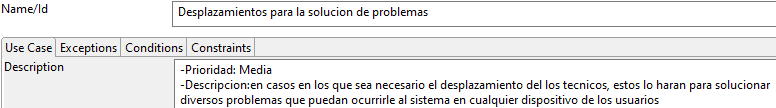 Name/Id Desplazamientos para la solucion de problemas
Use Case Exceptions Conditions Constraints
Description -Prioridad: Media
-Descripcion:en casos en los que sea necesario el desplazamiento del los tecnicos, estos lo haran para solucionar
diversos problemas que puedan ocurrirle al sistema en cualquier dispositivo de los usuarios